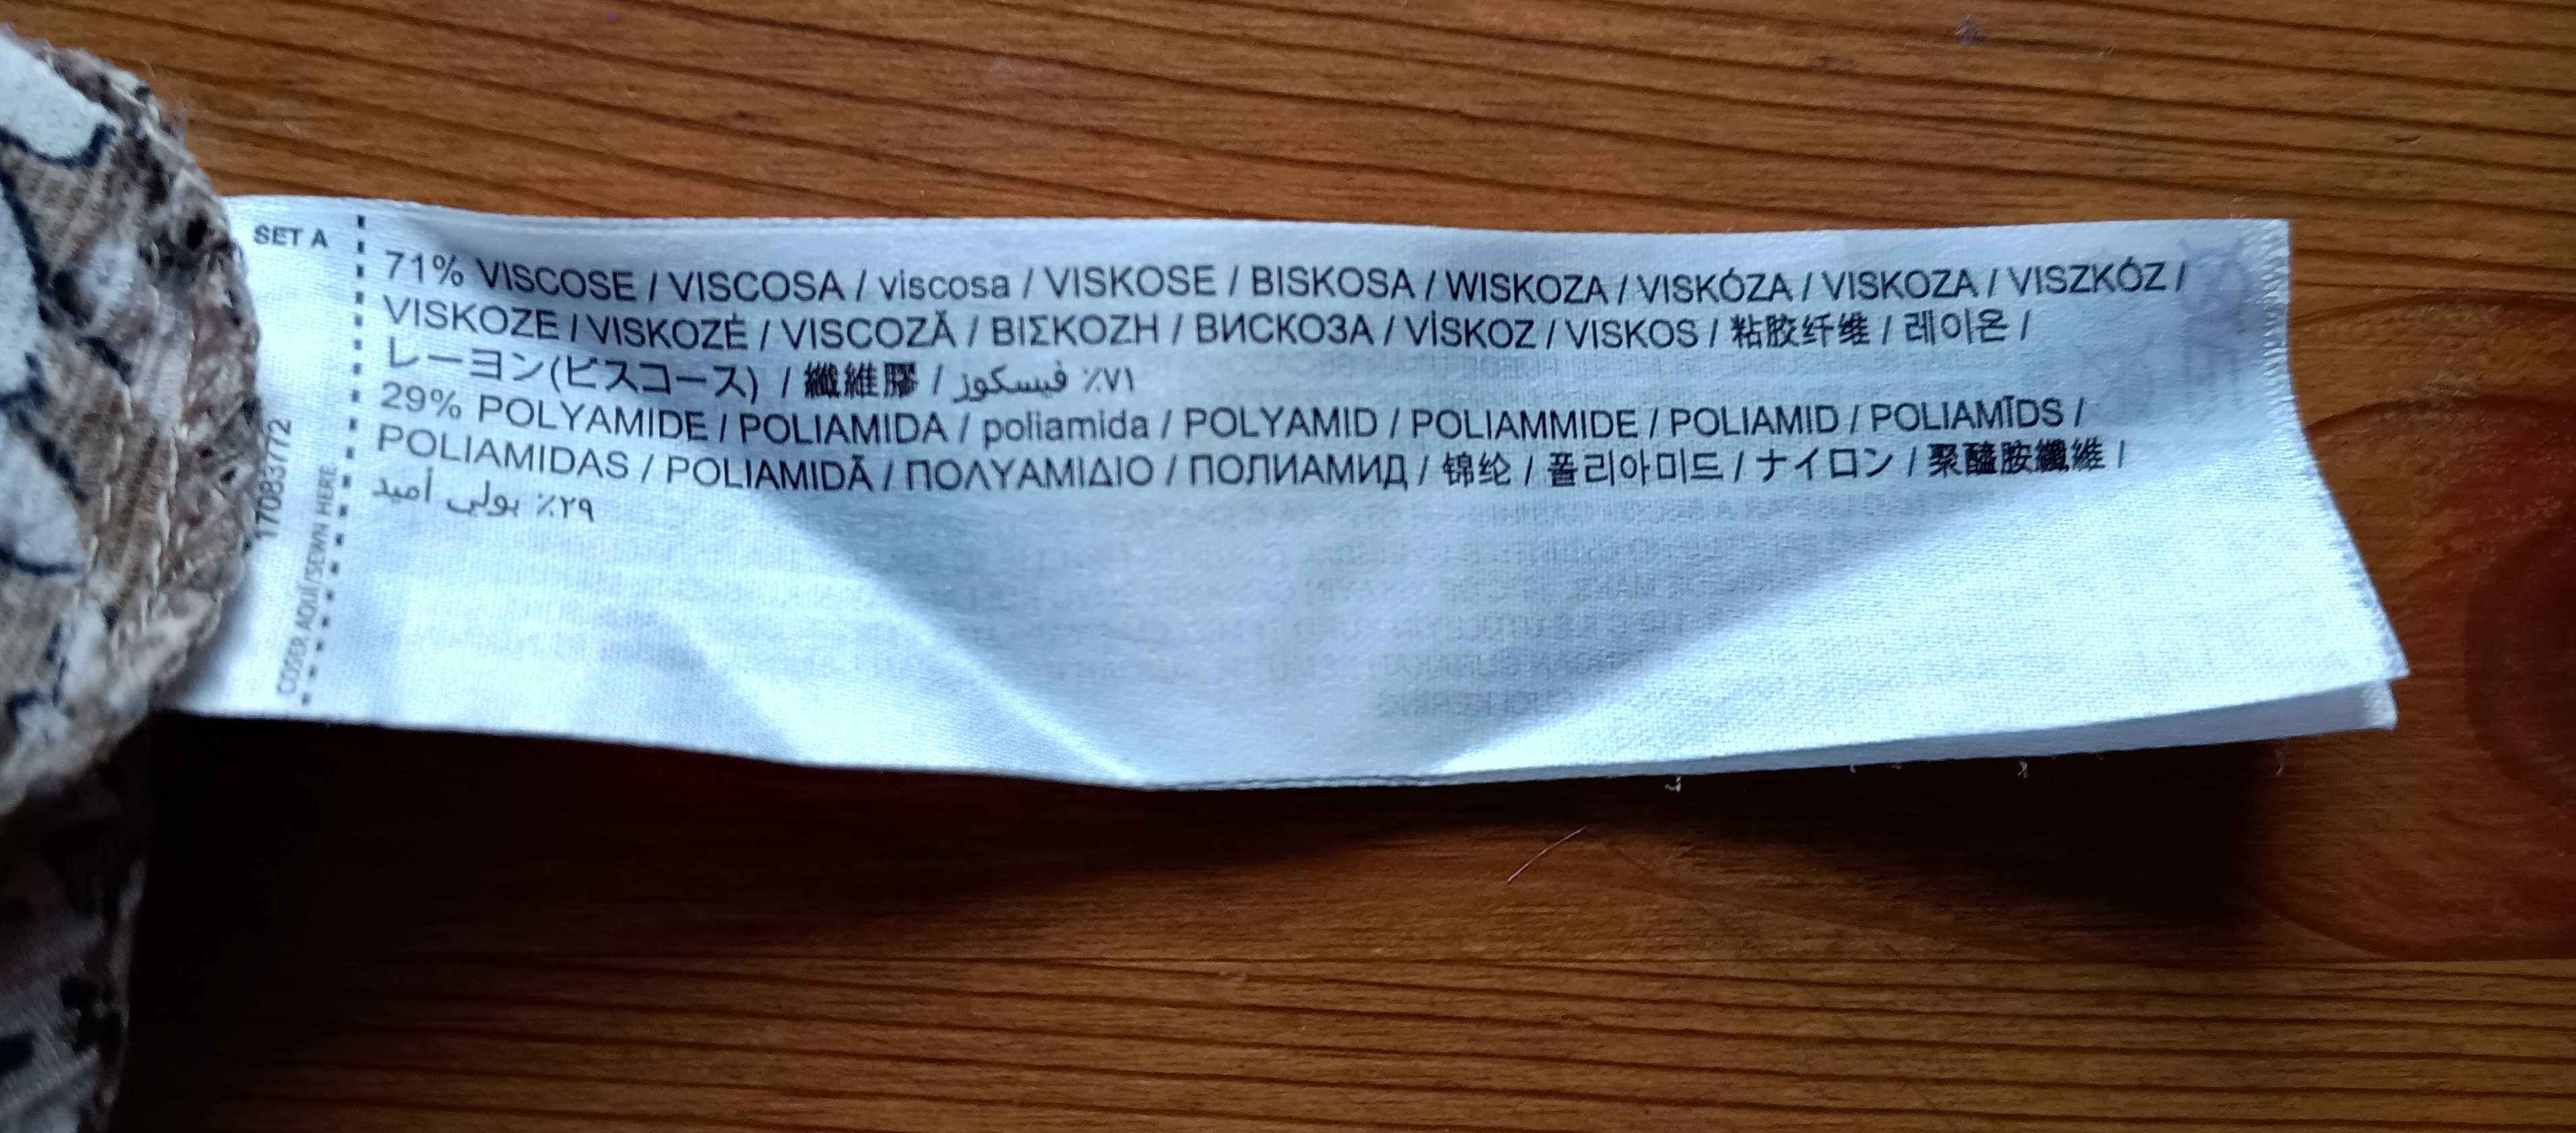 SET A
71% VISCOSE / VISCOSA / viscosa / VISKOSE / BISKOSA / WISKOZA / VISKÓZA / VISKOZA / VISZKÓZ /
VISKOZE / VISKOZĖ / VISCOZĂ / ΒΙΣΚΟΖΗ / ВИСКОЗА / VİSKOZ / VISKOS / 粘胶纤维 / 레이온 /
レーヨン(ビスコース) / 纖維膠 / ٧١٪ فيسكوز
29% POLYAMIDE / POLIAMIDA / poliamida / POLYAMID / POLIAMMIDE / POLIAMID / POLIAMĪDS /
POLIAMIDAS / POLIAMIDĂ / ΠΟΛΥΑΜΙΔΙΟ / ПОЛИАМИД / 锦纶 / 폴리아미드 / ナイロン / 聚醯胺纖維 /
٢٩٪ بولي أميد
17083772
COSER AQUÍ/SEWN HERE